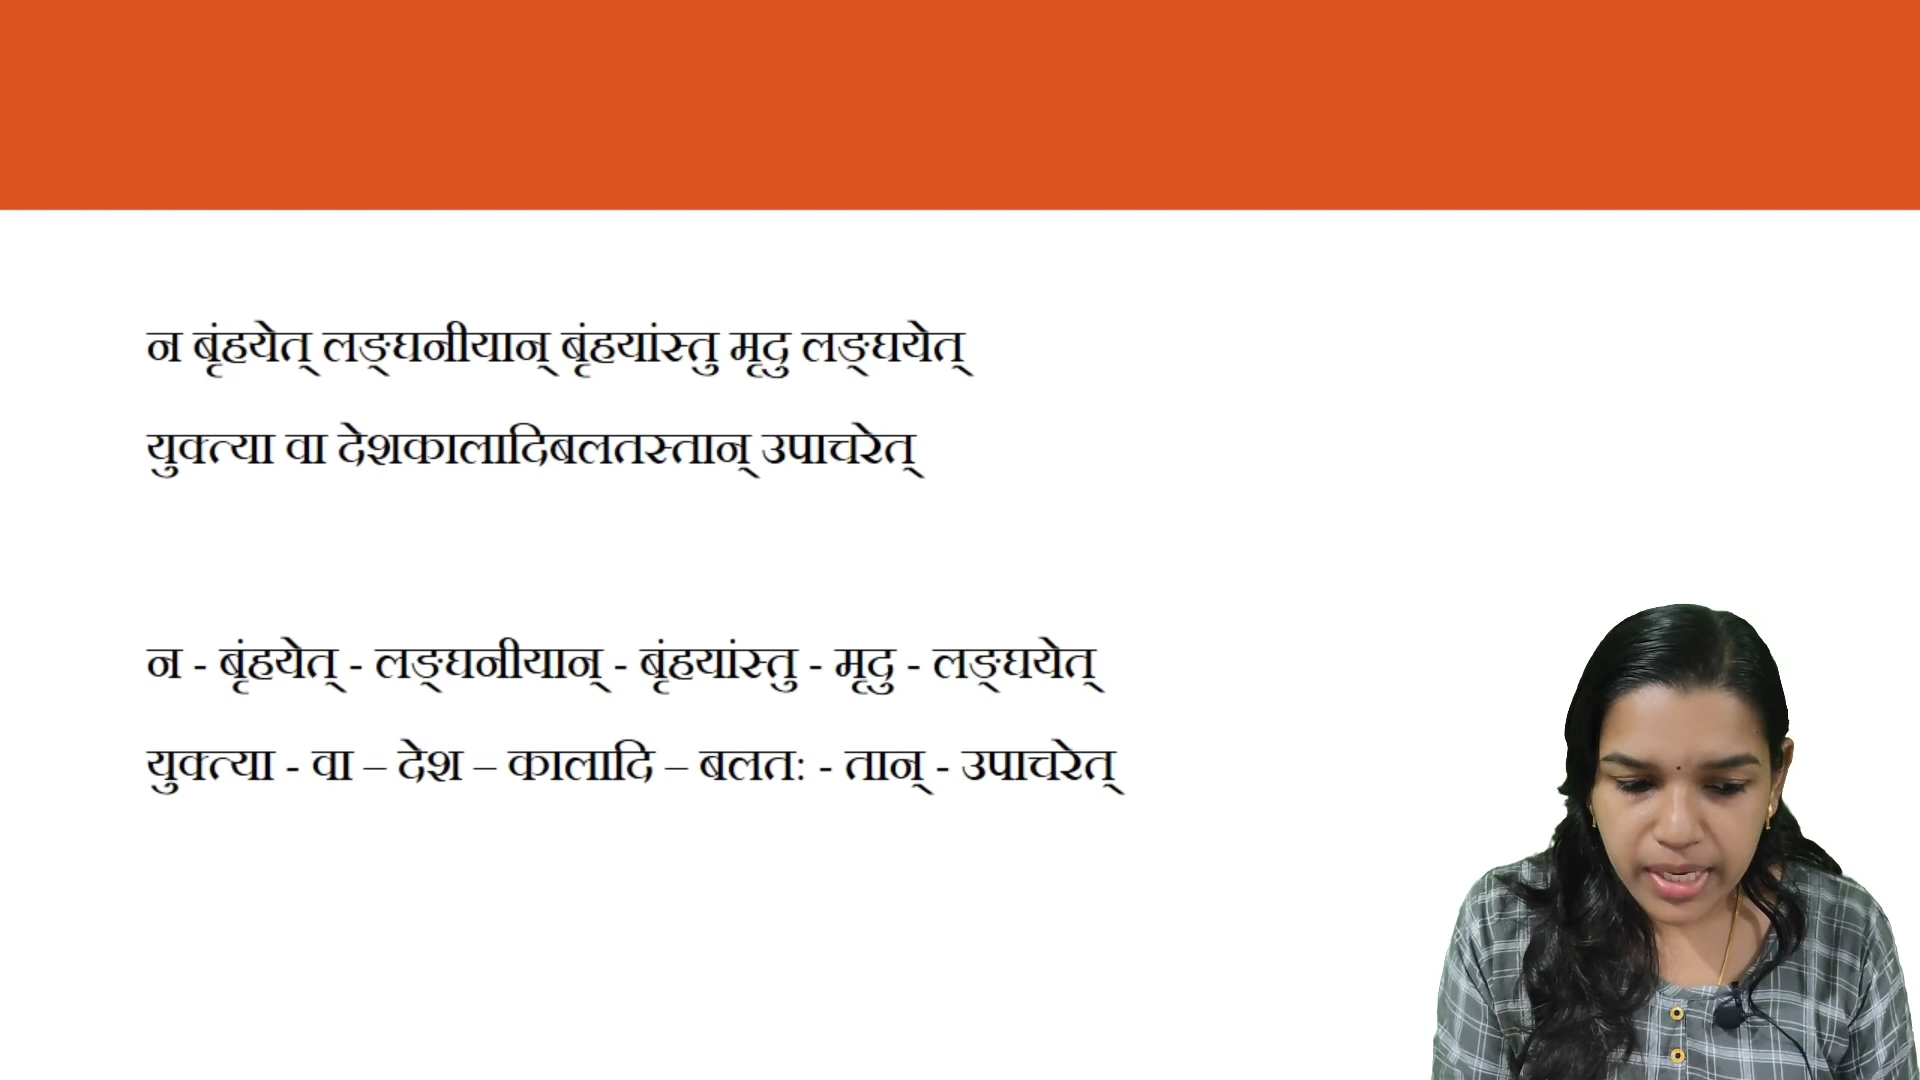 न बृंहयेत् लङ्घनीयान् बृंहयांस्तु मृदु लङ्घयेत्
युक्त्या वा देशकालादिबलतस्तान् उपाचरेत्
न - बृंहयेत् - लङ्घनीयान् - बृंहयांस्तु - मृदु - लङ्घयेत्
युक्त्या - वा – देश – कालादि – बलतः - तान् - उपाचरेत्